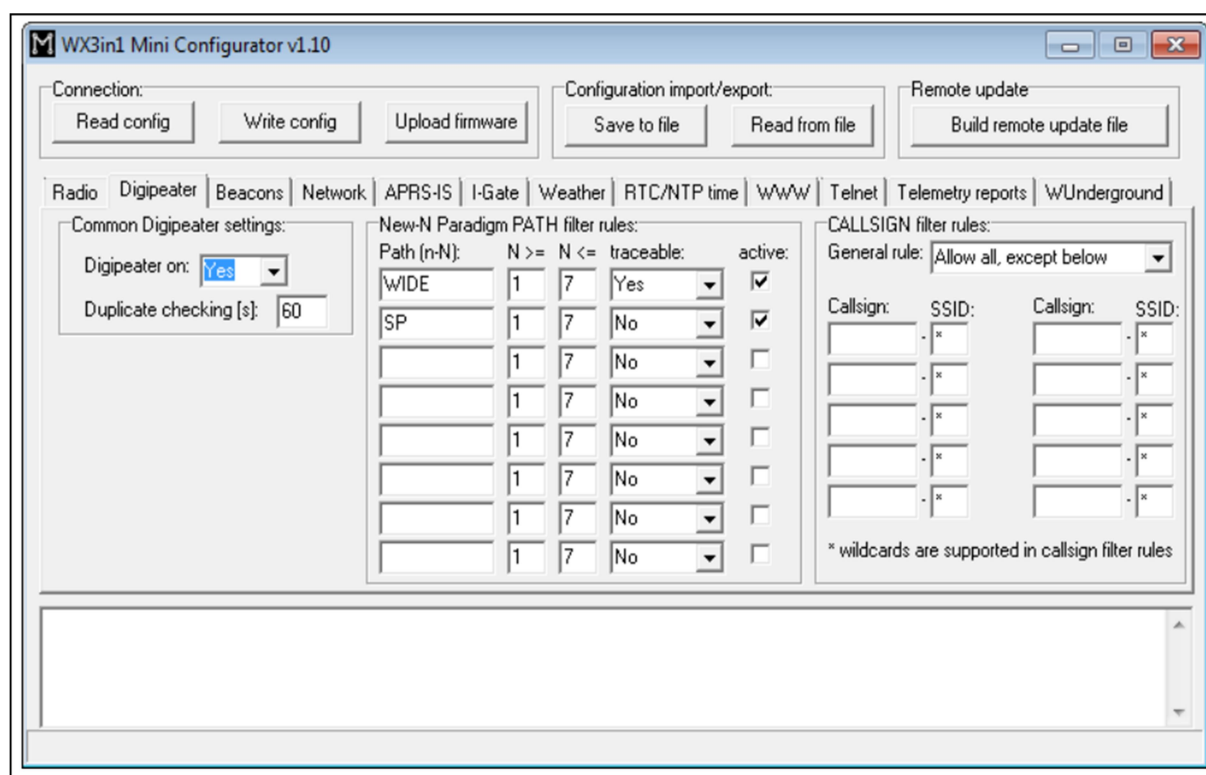 WX3in1 Mini Configurator v1.10
Connection: Configuration import/export: Remote update
Read config Write config Upload firmware Save to file Read from file Build remote update file
Radio Digipeater Beacons Network APRS-IS I-Gate Weather RTC/NTP time WWW Telnet Telemetry reports WUnderground
Common Digipeater settings:
Digipeater on: Yes
Duplicate checking [s]: 60
New-N Paradigm PATH filter rules:
Path (n-N): N >= N <= traceable: active:
WIDE 1 7 Yes
SP 1 7 No
1 7 No
1 7 No
1 7 No
1 7 No
1 7 No
1 7 No
CALLSIGN filter rules:
General rule: Allow all, except below
Callsign: SSID: Callsign: SSID:
- * - *
- * - *
- * - *
- * - *
- * - *
* wildcards are supported in callsign filter rules